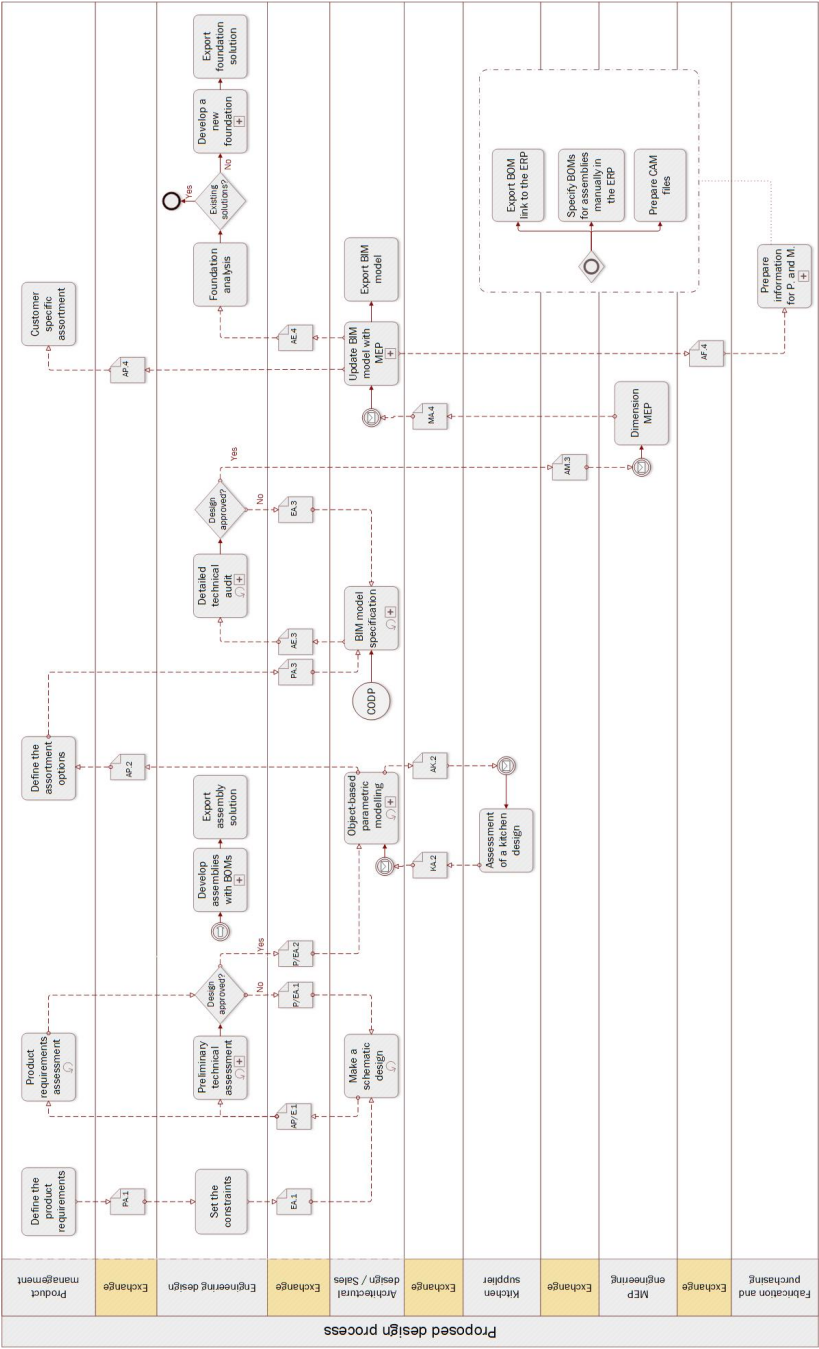 Proposed design process
Product
management
Exchange
Engineering design
Exchange
Architectural
design / Sales
Exchange
Kitchen
supplier
Exchange
MEP
engineering
Exchange
Fabrication and
purchasing
Define the
product
requirements
PA.1
Set the
constraints
EA.1
Product
requirements
assessment
Preliminary
technical
assessment
AP/E.1
Make a
schematic
design
Design
approved?
No
P/EA.1
Yes
P/EA.2
Develop
assemblies
with BOMs
Export
assembly
solution
Object-based
parametric
modelling
KA.2
AK.2
Assessment
of a kitchen
design
AP.2
Define the
assortment
options
PA.3
CODP
BIM model
specification
AE.3
Detailed
technical
audit
Design
approved?
No
EA.3
Yes
AM.3
Dimension
MEP
MA.4
Update BIM
model with
MEP
Export BIM
model
AP.4
Customer
specific
assortment
AE.4
Foundation
analysis
Existing
solutions?
Yes
No
Develop a
new
foundation
Export
foundation
solution
AF.4
Prepare
information
for P. and M.
Export BOM
link to the ERP
Specify BOMs
for assemblies
manually in
the ERP
Prepare CAM
files